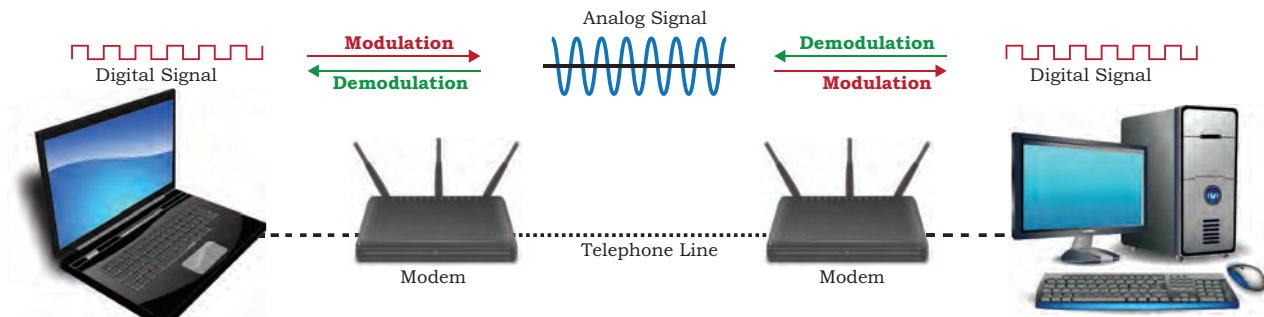 Analog Signal
Modulation
Demodulation
Digital Signal
Demodulation
Modulation
Digital Signal
Telephone Line
Modem
Modem